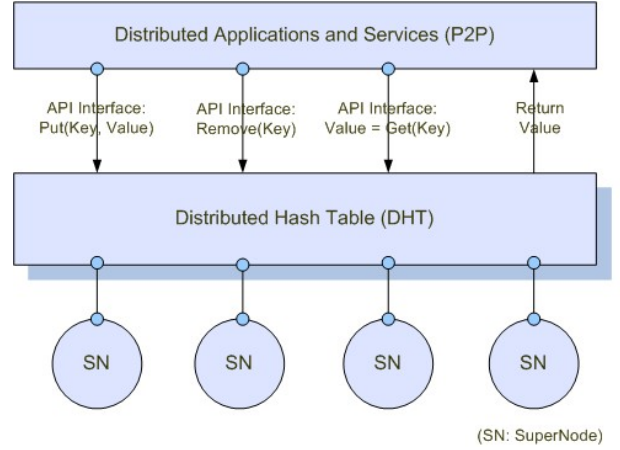 Distributed Applications and Services (P2P)
API Interface:
Put(Key, Value)
API Interface:
Remove(Key)
API Interface:
Value = Get(Key)
Return
Value
Distributed Hash Table (DHT)
SN
SN
SN
SN
(SN: SuperNode)